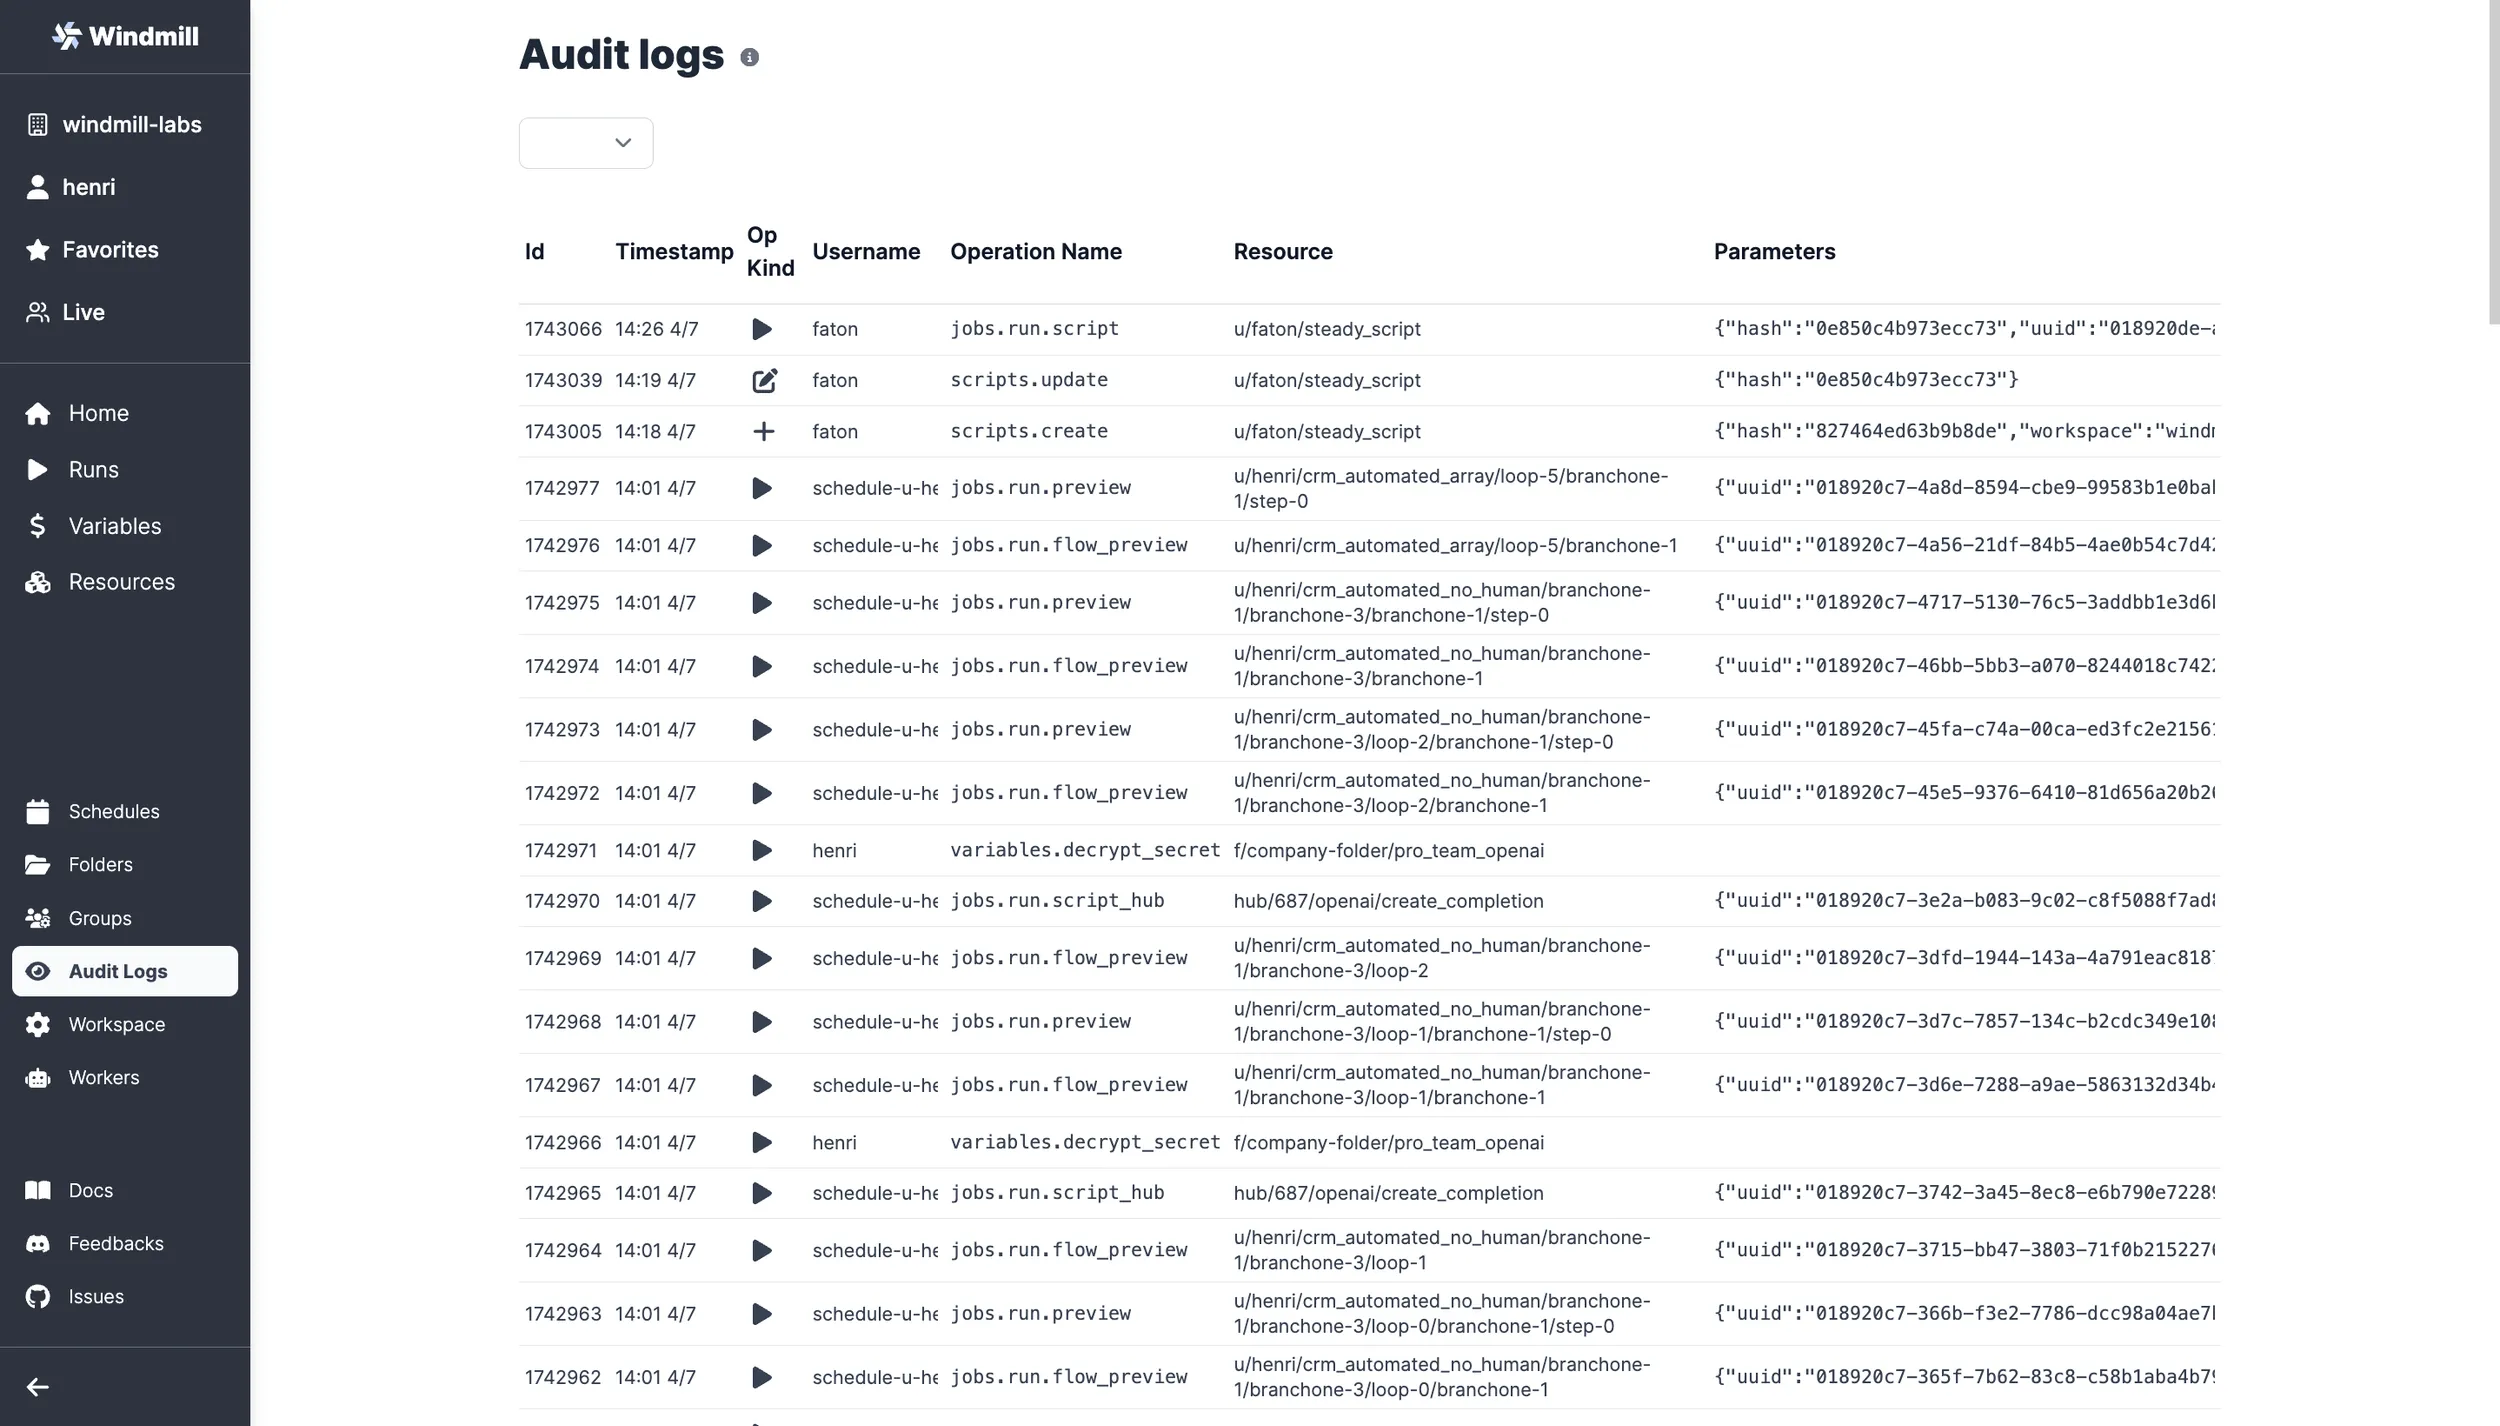 Windmill
windmill-labs
henri
Favorites
Live
Home
Runs
Variables
Resources
Schedules
Folders
Groups
Audit Logs
Workspace
Workers
Docs
Feedbacks
Issues
Audit logs
Id Timestamp Op Kind Username Operation Name Resource Parameters
1743066 14:26 4/7 faton jobs.run.script u/faton/steady_script {"hash":"0e850c4b973ecc73","uuid":"018920de-
1743039 14:19 4/7 faton scripts.update u/faton/steady_script {"hash":"0e850c4b973ecc73"}
1743005 14:18 4/7 faton scripts.create u/faton/steady_script {"hash":"827464ed63b9b8de","workspace":"wind
1742977 14:01 4/7 schedule-u-he jobs.run.preview u/henri/crm_automated_array/loop-5/branchone-
1/step-0 {"uuid":"018920c7-4a8d-8594-cbe9-99583b1e0ba
1742976 14:01 4/7 schedule-u-he jobs.run.flow_preview u/henri/crm_automated_array/loop-5/branchone-1 {"uuid":"018920c7-4a56-21df-84b5-4ae0b54c7d4
1742975 14:01 4/7 schedule-u-he jobs.run.preview u/henri/crm_automated_no_human/branchone-
1/branchone-3/branchone-1/step-0 {"uuid":"018920c7-4717-5130-76c5-3addbb1e3d6
1742974 14:01 4/7 schedule-u-he jobs.run.flow_preview u/henri/crm_automated_no_human/branchone-
1/branchone-3/branchone-1 {"uuid":"018920c7-46bb-5bb3-a070-8244018c742
1742973 14:01 4/7 schedule-u-he jobs.run.preview u/henri/crm_automated_no_human/branchone-
1/branchone-3/loop-2/branchone-1/step-0 {"uuid":"018920c7-45fa-c74a-00ca-ed3fc2e2156
1742972 14:01 4/7 schedule-u-he jobs.run.flow_preview u/henri/crm_automated_no_human/branchone-
1/branchone-3/loop-2/branchone-1 {"uuid":"018920c7-45e5-9376-6410-81d656a20b2
1742971 14:01 4/7 henri variables.decrypt_secret f/company-folder/pro_team_openai
1742970 14:01 4/7 schedule-u-he jobs.run.script_hub hub/687/openai/create_completion {"uuid":"018920c7-3e2a-b083-9c02-c8f5088f7ad
1742969 14:01 4/7 schedule-u-he jobs.run.flow_preview u/henri/crm_automated_no_human/branchone-
1/branchone-3/loop-2 {"uuid":"018920c7-3dfd-1944-143a-4a791eac818
1742968 14:01 4/7 schedule-u-he jobs.run.preview u/henri/crm_automated_no_human/branchone-
1/branchone-3/loop-1/branchone-1/step-0 {"uuid":"018920c7-3d7c-7857-134c-b2cdc349e10
1742967 14:01 4/7 schedule-u-he jobs.run.flow_preview u/henri/crm_automated_no_human/branchone-
1/branchone-3/loop-1/branchone-1 {"uuid":"018920c7-3d6e-7288-a9ae-5863132d34b
1742966 14:01 4/7 henri variables.decrypt_secret f/company-folder/pro_team_openai
1742965 14:01 4/7 schedule-u-he jobs.run.script_hub hub/687/openai/create_completion {"uuid":"018920c7-3742-3a45-8ec8-e6b790e7228
1742964 14:01 4/7 schedule-u-he jobs.run.flow_preview u/henri/crm_automated_no_human/branchone-
1/branchone-3/loop-1 {"uuid":"018920c7-3715-bb47-3803-71f0b215227
1742963 14:01 4/7 schedule-u-he jobs.run.preview u/henri/crm_automated_no_human/branchone-
1/branchone-3/loop-0/branchone-1/step-0 {"uuid":"018920c7-366b-f3e2-7786-dcc98a04ae7
1742962 14:01 4/7 schedule-u-he jobs.run.flow_preview u/henri/crm_automated_no_human/branchone-
1/branchone-3/loop-0/branchone-1 {"uuid":"018920c7-365f-7b62-83c8-c58b1aba4b7